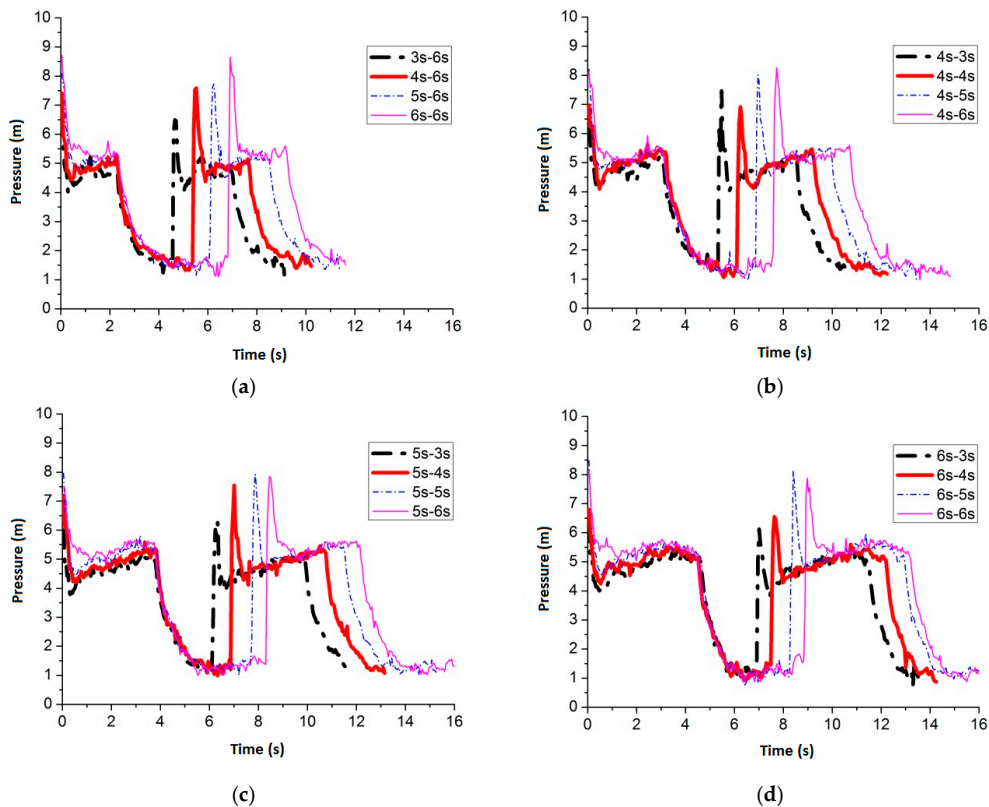 10
9
8
7
6
5
4
3
2
1
0
0 2 4 6 8 10 12 14 16
Pressure (m)
Time (s)
3s-6s
4s-6s
5s-6s
6s-6s
(a)
10
9
8
7
6
5
4
3
2
1
0
0 2 4 6 8 10 12 14 16
Pressure (m)
Time (s)
4s-3s
4s-4s
4s-5s
4s-6s
(b)
10
9
8
7
6
5
4
3
2
1
0
0 2 4 6 8 10 12 14 16
Pressure (m)
Time (s)
5s-3s
5s-4s
5s-5s
5s-6s
(c)
10
9
8
7
6
5
4
3
2
1
0
0 2 4 6 8 10 12 14 16
Pressure (m)
Time (s)
6s-3s
6s-4s
6s-5s
6s-6s
(d)